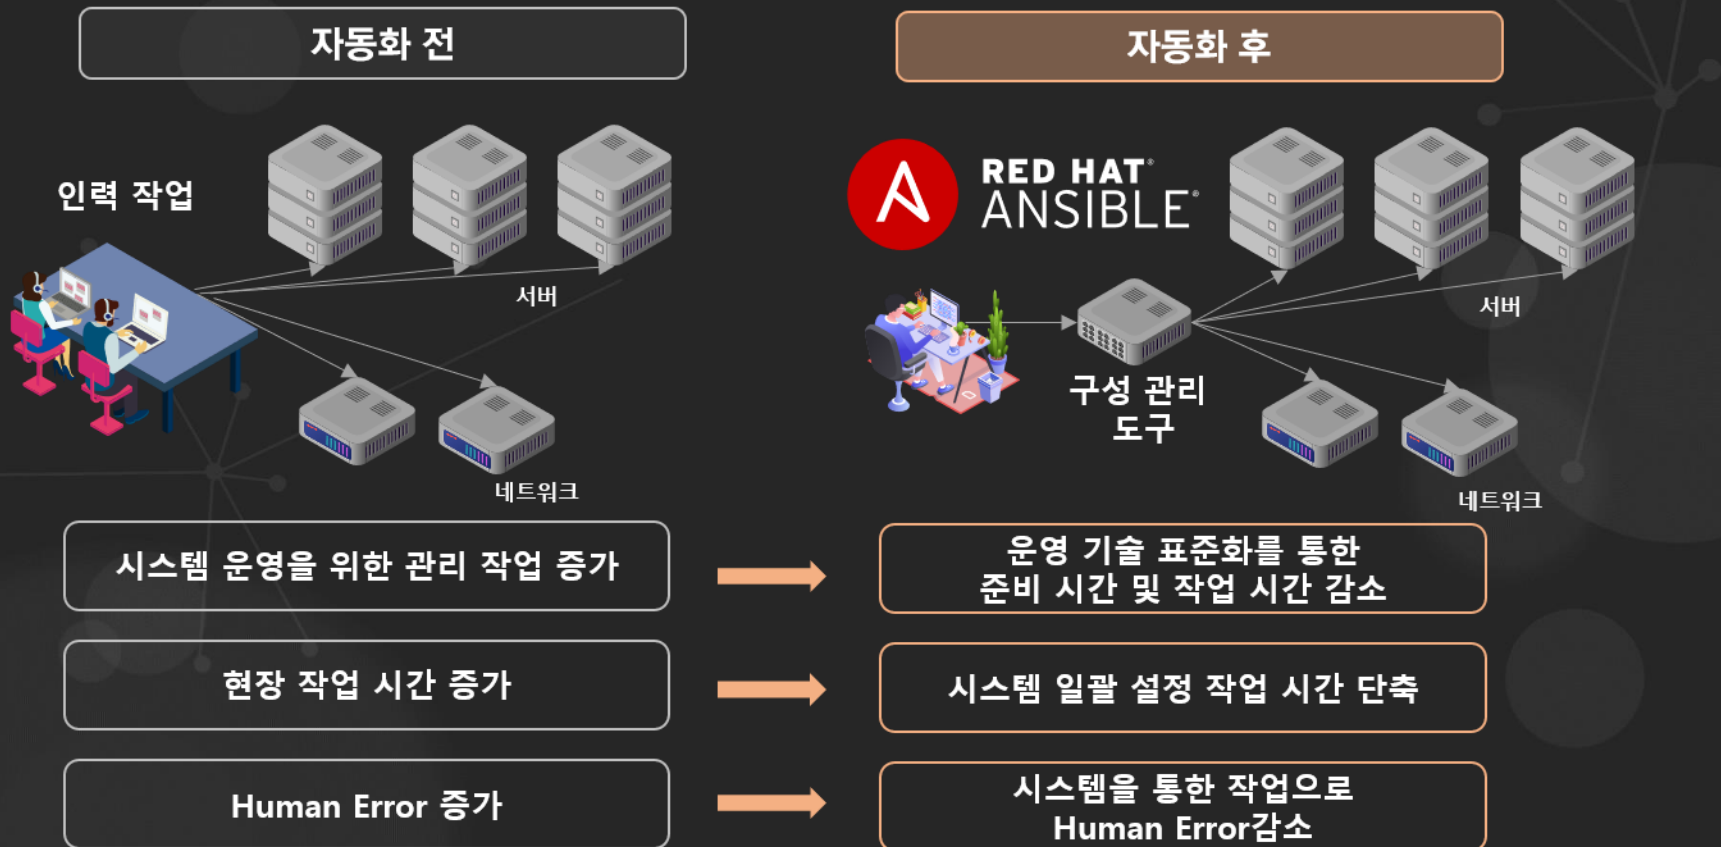 자동화 전
자동화 후
인력 작업
서버
네트워크
RED HAT®
ANSIBLE®
서버
구성 관리
도구
네트워크
시스템 운영을 위한 관리 작업 증가
운영 기술 표준화를 통한
준비 시간 및 작업 시간 감소
현장 작업 시간 증가
시스템 일괄 설정 작업 시간 단축
Human Error 증가
시스템을 통한 작업으로
Human Error감소